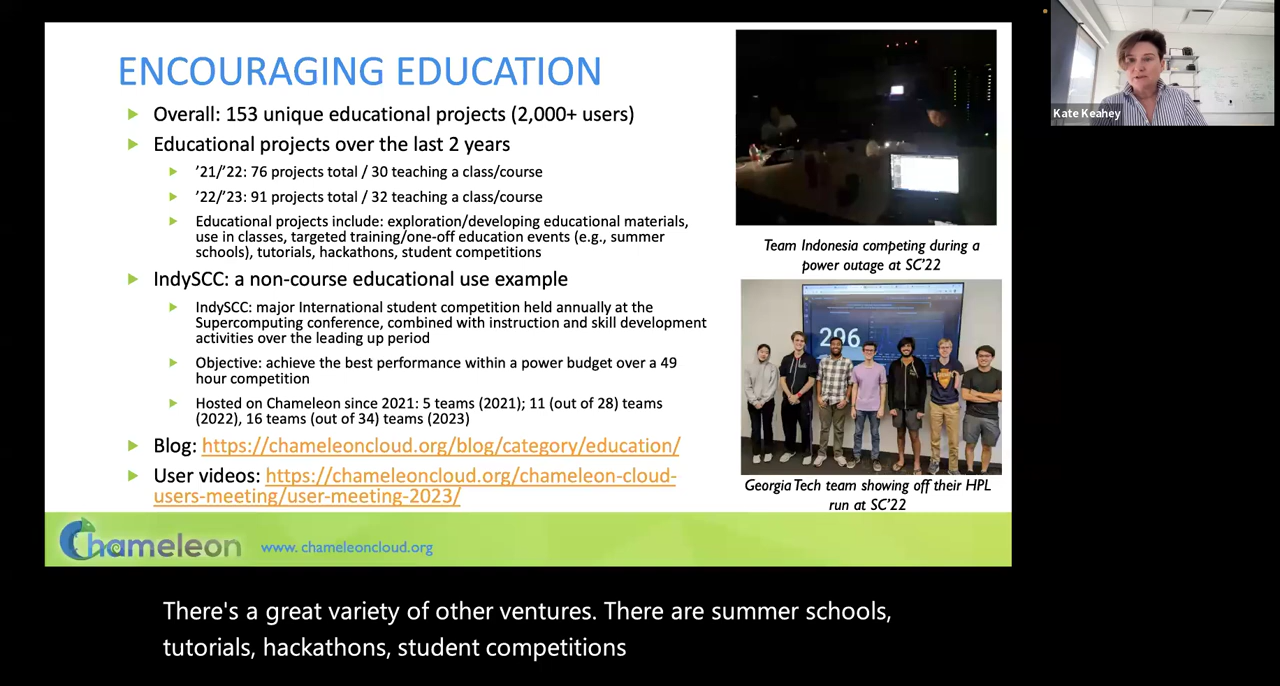 ENCOURAGING EDUCATION
Overall: 153 unique educational projects (2,000+ users)
Educational projects over the last 2 years
’21/’22: 76 projects total / 30 teaching a class/course
’22/’23: 91 projects total / 32 teaching a class/course
Educational projects include: exploration/developing educational materials,
use in classes, targeted training/one-off education events (e.g., summer
schools), tutorials, hackathons, student competitions
IndySCC: a non-course educational use example
IndySCC: major International student competition held annually at the
Supercomputing conference, combined with instruction and skill development
activities over the leading up period
Objective: achieve the best performance within a power budget over a 49
hour competition
Hosted on Chameleon since 2021: 5 teams (2021); 11 (out of 28) teams
(2022), 16 teams (out of 34) teams (2023)
Blog: https://chameleoncloud.org/blog/category/education/
User videos: https://chameleoncloud.org/chameleon-cloud-
users-meeting/user-meeting-2023/
Team Indonesia competing during a
power outage at SC’22
296
Georgia Tech team showing off their HPL
run at SC’22
Chameleon
www. chameleoncloud.org
Kate Keahey
There's a great variety of other ventures. There are summer schools,
tutorials, hackathons, student competitions